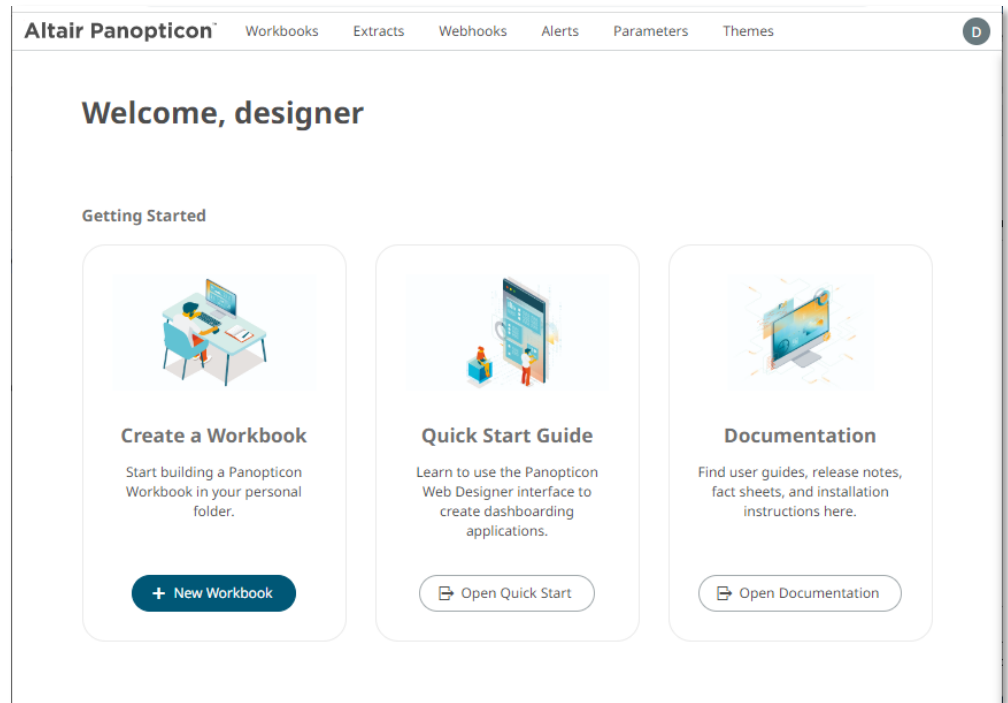 Altair Panopticon™ Workbooks Extracts Webhooks Alerts Parameters Themes D
Welcome, designer
Getting Started
Create a Workbook
Start building a Panopticon
Workbook in your personal
folder.
+ New Workbook
Quick Start Guide
Learn to use the Panopticon
Web Designer interface to
create dashboarding
applications.
Open Quick Start
Documentation
Find user guides, release notes,
fact sheets, and installation
instructions here.
Open Documentation